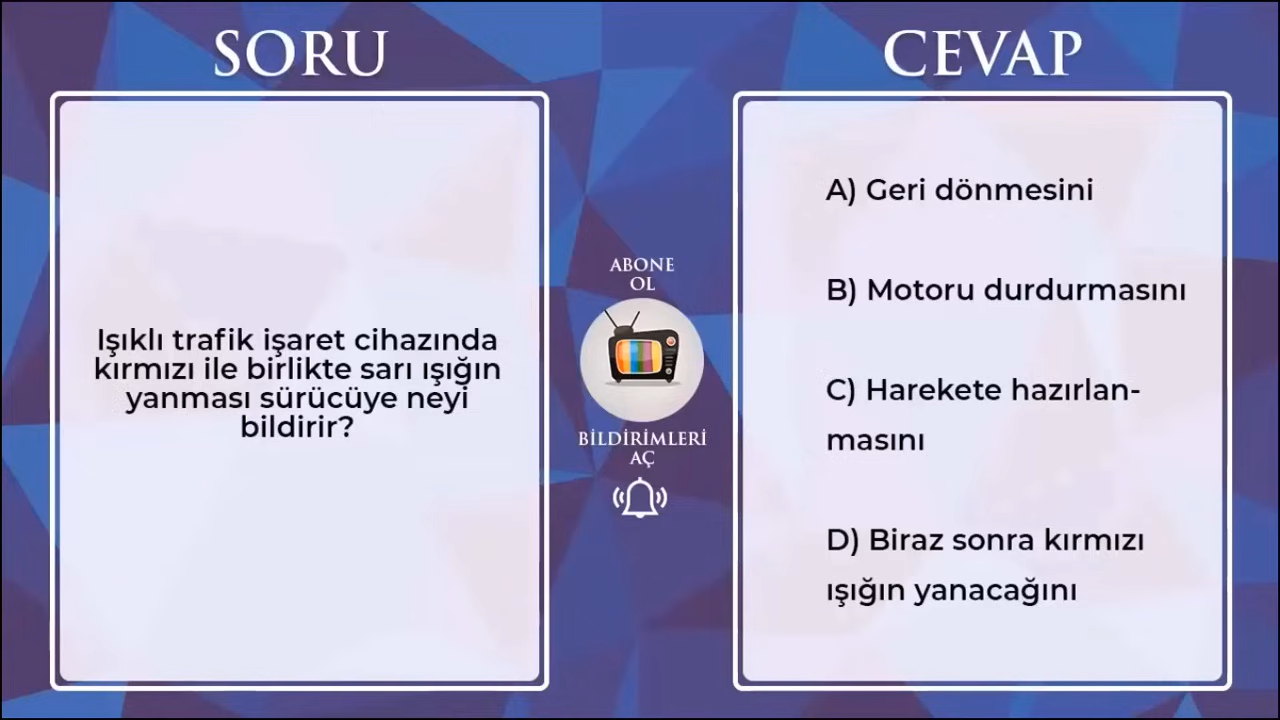 SORU
Işıklı trafik işaret cihazında
kırmızı ile birlikte sarı ışığın
yanması sürücüye neyi
bildirir?
ABONE
OL
BİLDİRİMLERİ
AÇ
CEVAP
A) Geri dönmesini
B) Motoru durdurmasını
C) Harekete hazırlan-
masını
D) Biraz sonra kırmızı
ışığın yanacağını